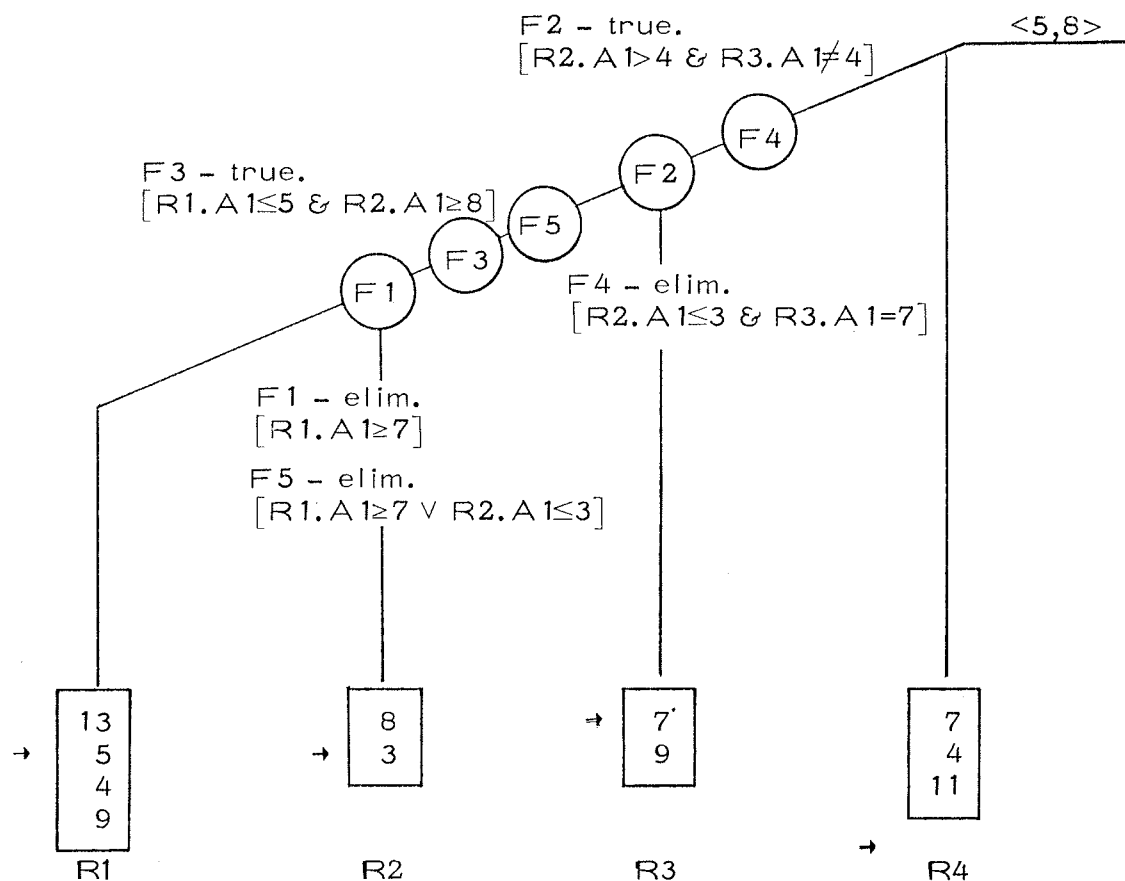 F2 - true.
[R2.A1>4 & R3.A1≠4]
<5,8>
F4
F3 - true.
[R1.A1≤5 & R2.A1≥8]
F2
F5
F3
F1
F4 - elim.
[R2.A1≤3 & R3.A1=7]
F1 - elim.
[R1.A1≥7]
F5 - elim.
[R1.A1≥7 ∨ R2.A1≤3]
13
5
4
9
8
3
7
9
7
4
11
R1
R2
R3
R4